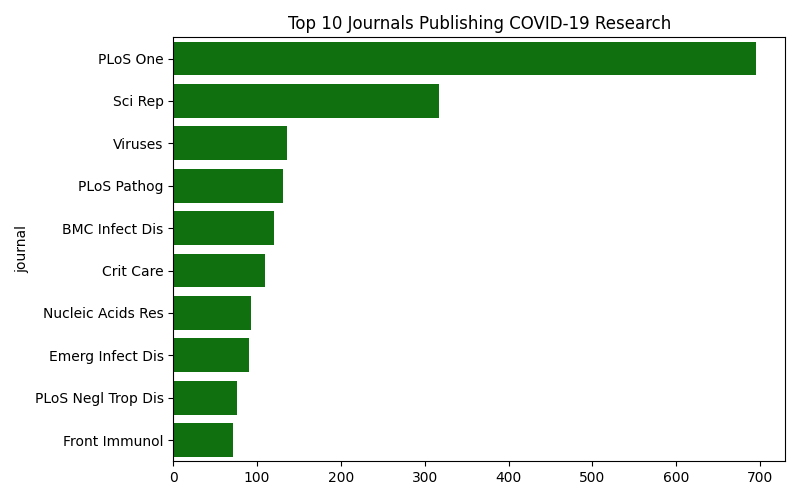 Top 10 Journals Publishing COVID-19 Research
journal
PLoS One
Sci Rep
Viruses
PLoS Pathog
BMC Infect Dis
Crit Care
Nucleic Acids Res
Emerg Infect Dis
PLoS Negl Trop Dis
Front Immunol
0 100 200 300 400 500 600 700